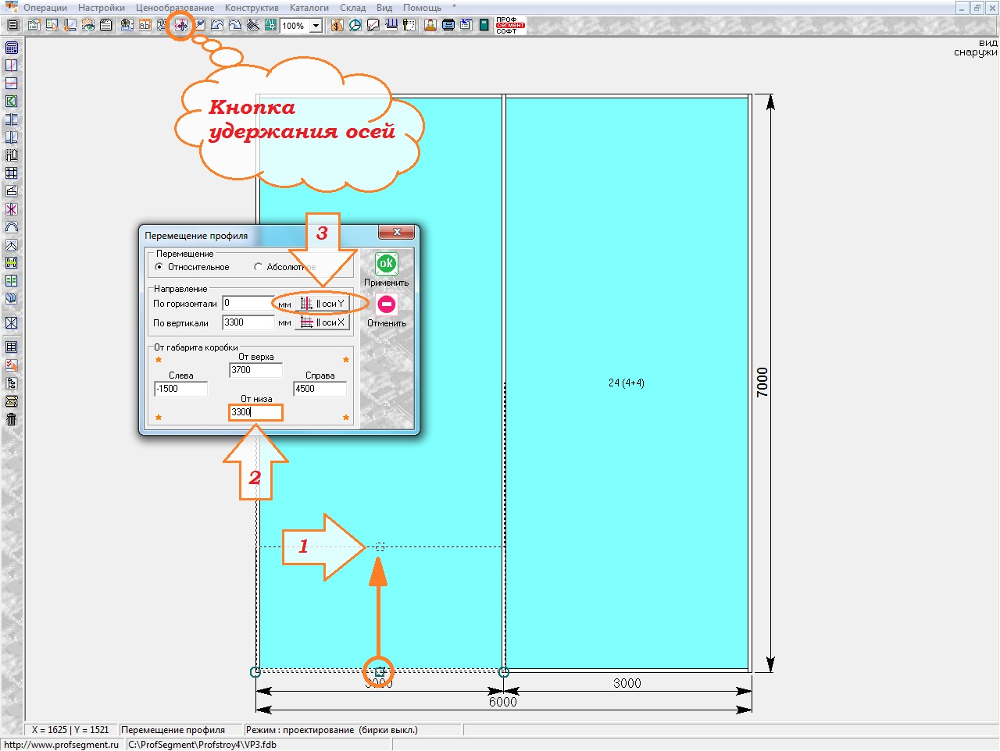 Операции Настройки Ценообразование Конструктив Каталоги Склад Вид Помощь *
100%
ПРОФ
сегмент
СОФТ
вид
снаружи
Кнопка
удержания осей
Перемещение профиля
3
Перемещение
Относительное
Абсолютное
ok
Применить
Направление
По горизонтали 0 мм || оси Y
По вертикали 3300 мм || оси X
Отменить
От габарита коробки
* От верха *
3700
Слева Справа
-1500 4500
От низа
* 3300 *
2
1
24 (4+4)
7000
3000 3000
6000
X = 1625 | Y = 1521 Перемещение профиля Режим : проектирование (бирки выкл.)
http://www.profsegment.ru C:\ProfSegment\Profstroy4\VP3.fdb